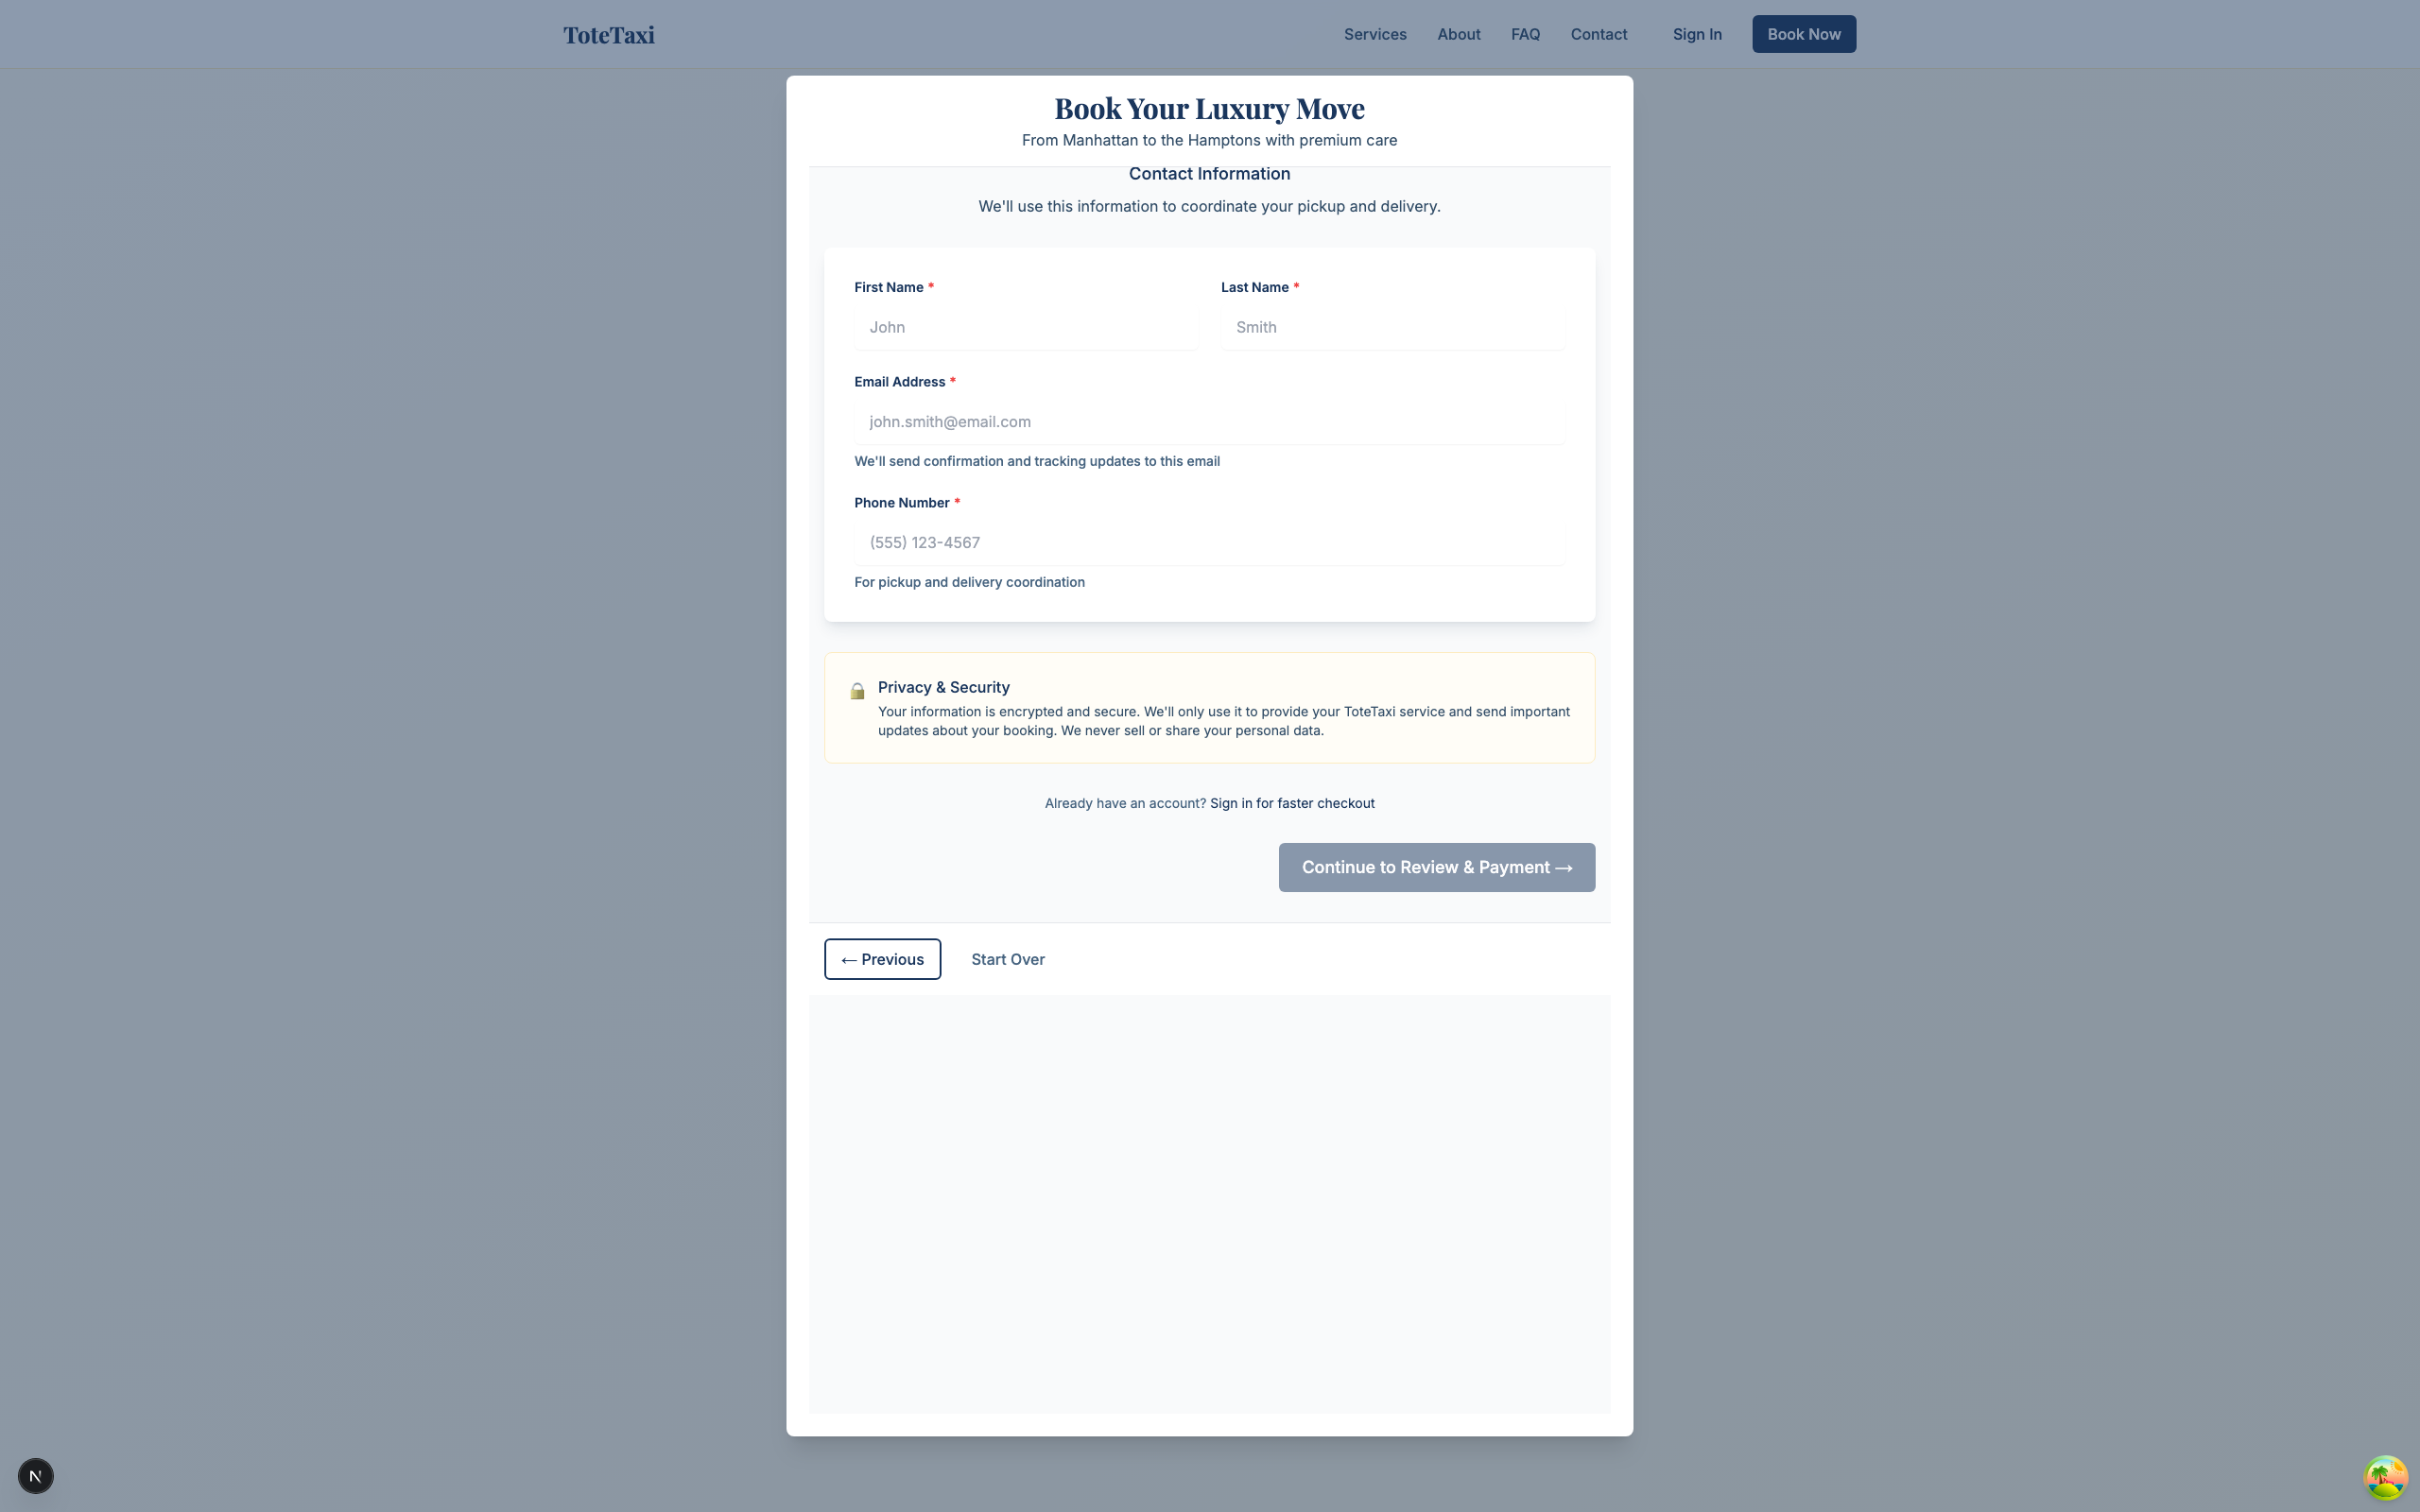 ToteTaxi
Services About FAQ Contact Sign In Book Now
Book Your Luxury Move
From Manhattan to the Hamptons with premium care
Contact Information
We'll use this information to coordinate your pickup and delivery.
First Name * Last Name *
John Smith
Email Address *
john.smith@email.com
We'll send confirmation and tracking updates to this email
Phone Number *
(555) 123-4567
For pickup and delivery coordination
Privacy & Security
Your information is encrypted and secure. We'll only use it to provide your ToteTaxi service and send important
updates about your booking. We never sell or share your personal data.
Already have an account? Sign in for faster checkout
Continue to Review & Payment →
← Previous Start Over
N